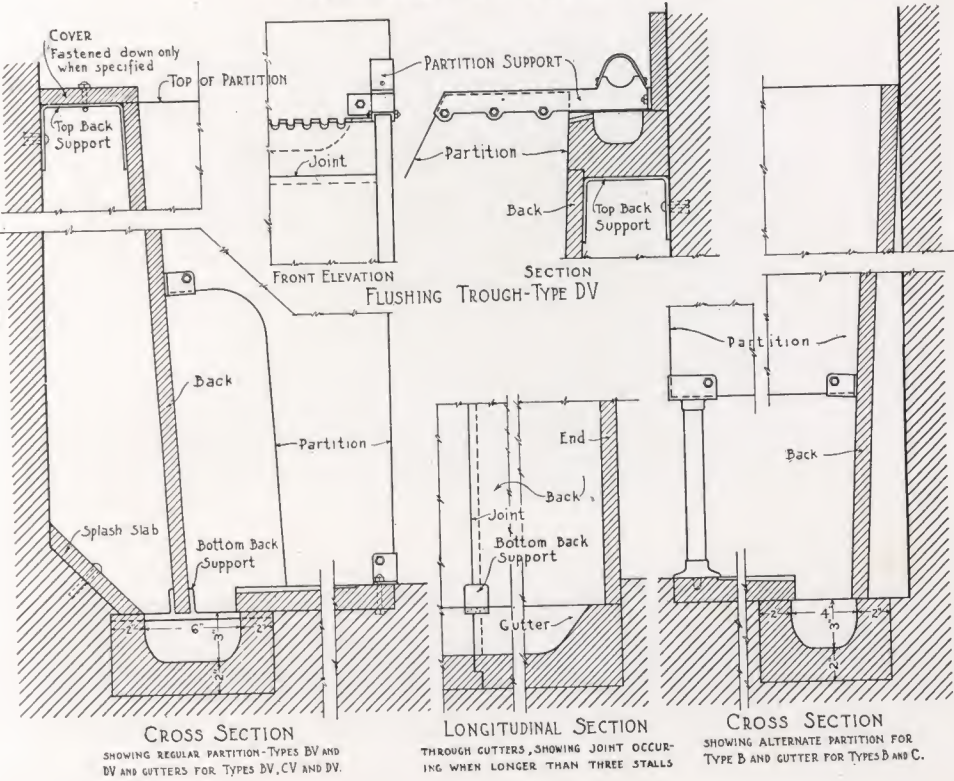 COVER
Fastened down only
when specified
TOP OF PARTITION
Top Back
Support
PARTITION SUPPORT
Joint
Partition
Back
Top Back
Support
FRONT ELEVATION
SECTION
FLUSHING TROUGH-TYPE DV
Back
Partition
Splash Slab
Bottom Back
Support
2"
6"
2"
3"
2"
End
Back
Joint
Bottom Back
Support
Gutter
Partition
Back
2"
4"
2"
3"
2"
CROSS SECTION
SHOWING REGULAR PARTITION-TYPES BV AND
DV AND GUTTERS FOR TYPES BV, CV AND DV.
LONGITUDINAL SECTION
THROUGH GUTTERS, SHOWING JOINT OCCUR-
ING WHEN LONGER THAN THREE STALLS
CROSS SECTION
SHOWING ALTERNATE PARTITION FOR
TYPE B AND GUTTER FOR TYPES B AND C.